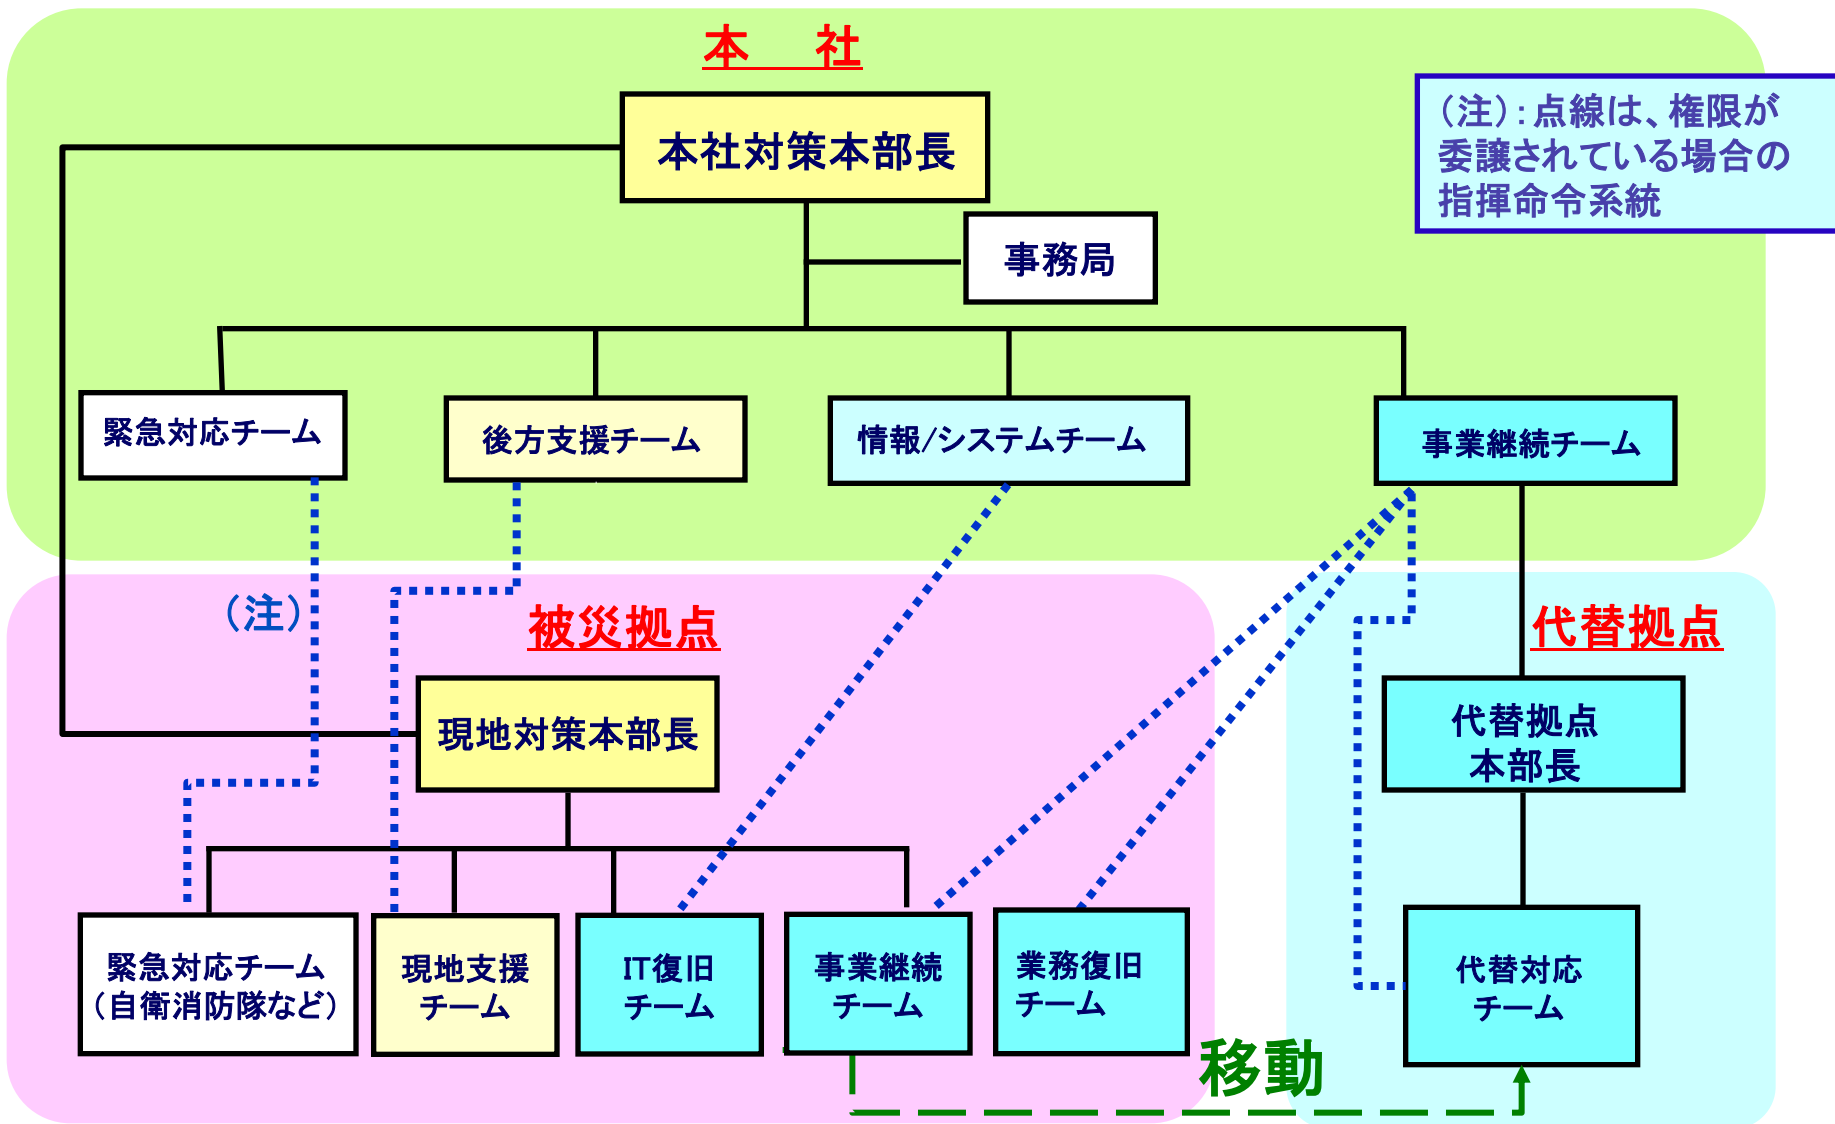 本　社
本社対策本部長
（注）：点線は、権限が
委譲されている場合の
指揮命令系統
事務局
緊急対応チーム
後方支援チーム
情報/システムチーム
事業継続チーム
（注）
被災拠点
代替拠点
現地対策本部長
代替拠点
本部長
緊急対応チーム
（自衛消防隊など）
現地支援
チーム
IT復旧
チーム
事業継続
チーム
業務復旧
チーム
代替対応
チーム
移動